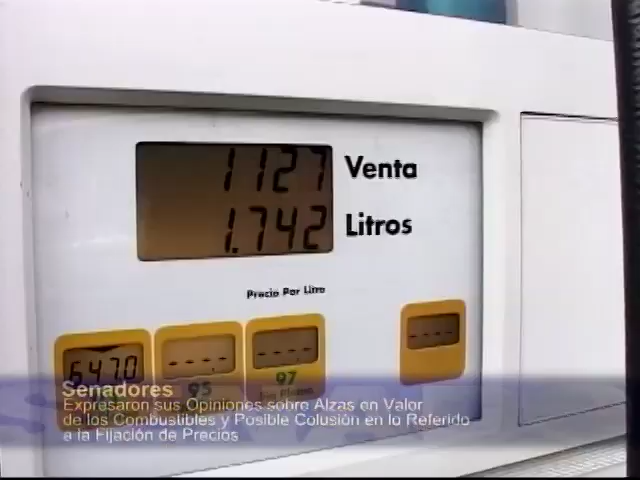 1127 Venta
1.742 Litros
Precio Por Litro
647.0 ----.- ----.- ----.-
95
97
Senadores
Expresaron sus Opiniones sobre Alzas en Valor
de los Combustibles y Posible Colusión en lo Referido
a la Fijación de Precios